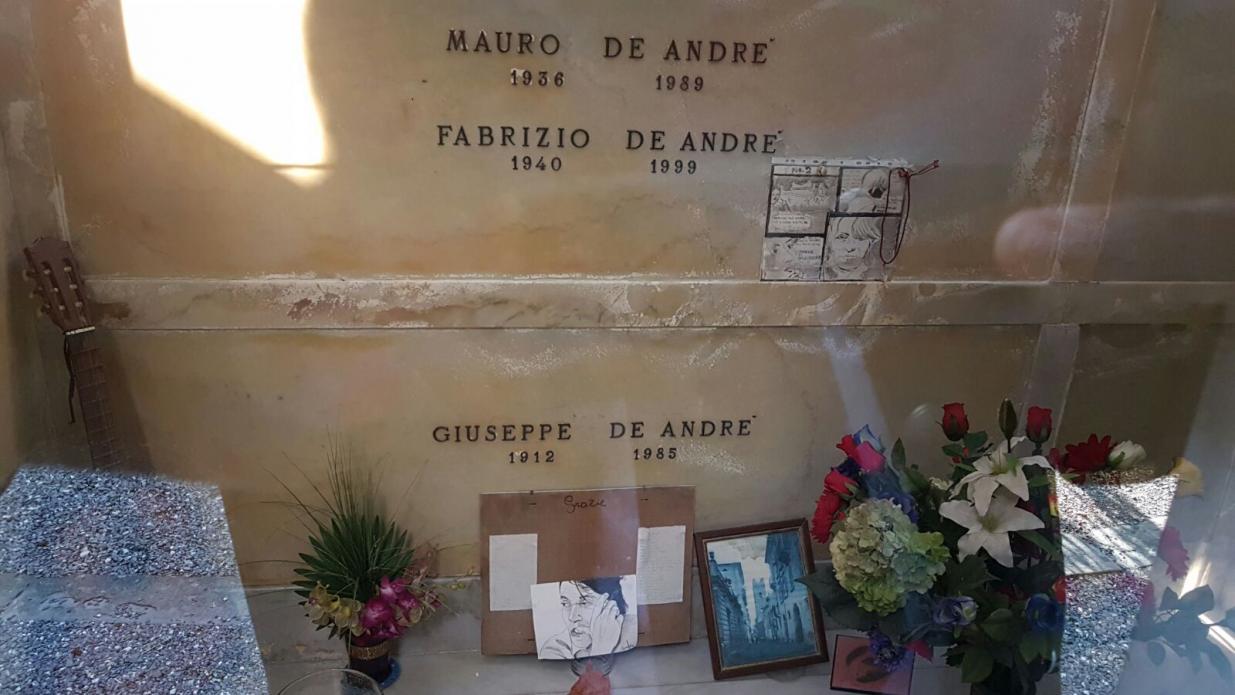 MAURO DE ANDRE'
1936 1989
FABRIZIO DE ANDRE'
1940 1999
GIUSEPPE DE ANDRE'
1912 1985
Grazie